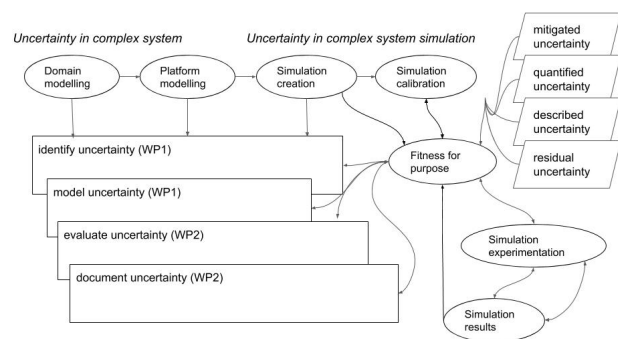 Uncertainty in complex system
Uncertainty in complex system simulation
Domain
modelling
Platform
modelling
Simulation
creation
Simulation
calibration
mitigated
uncertainty
quantified
uncertainty
described
uncertainty
residual
uncertainty
identify uncertainty (WP1)
model uncertainty (WP1)
evaluate uncertainty (WP2)
document uncertainty (WP2)
Fitness for
purpose
Simulation
experimentation
Simulation
results